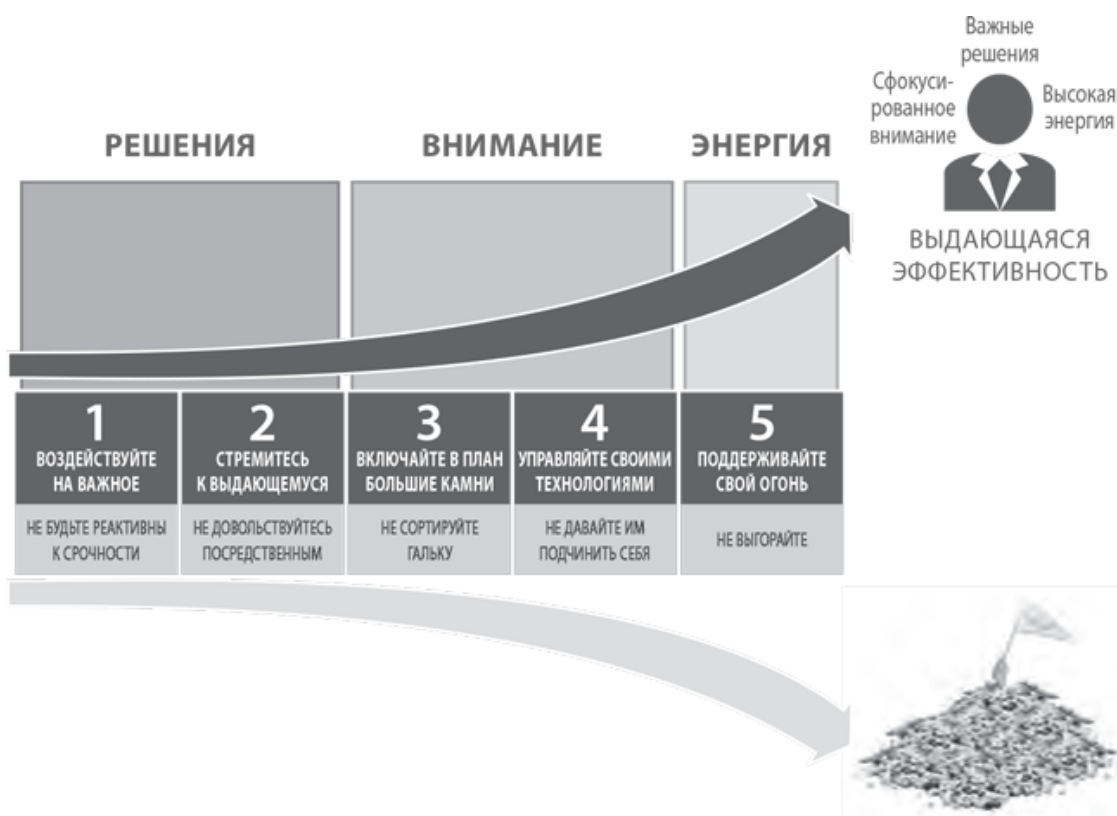 Важные
решения
Сфокуси-
рованное
внимание
Высокая
энергия
ВЫДАЮЩАЯСЯ
ЭФФЕКТИВНОСТЬ
РЕШЕНИЯ
ВНИМАНИЕ
ЭНЕРГИЯ
1
ВОЗДЕЙСТВУЙТЕ
НА ВАЖНОЕ
НЕ БУДЬТЕ РЕАКТИВНЫ
К СРОЧНОСТИ
2
СТРЕМИТЕСЬ
К ВЫДАЮЩЕМУСЯ
НЕ ДОВОЛЬСТВУЙТЕСЬ
ПОСРЕДСТВЕННЫМ
3
ВКЛЮЧАЙТЕ В ПЛАН
БОЛЬШИЕ КАМНИ
НЕ СОРТИРУЙТЕ
ГАЛЬКУ
4
УПРАВЛЯЙТЕ СВОИМИ
ТЕХНОЛОГИЯМИ
НЕ ДАВАЙТЕ ИМ
ПОДЧИНИТЬ СЕБЯ
5
ПОДДЕРЖИВАЙТЕ
СВОЙ ОГОНЬ
НЕ ВЫГОРАЙТЕ